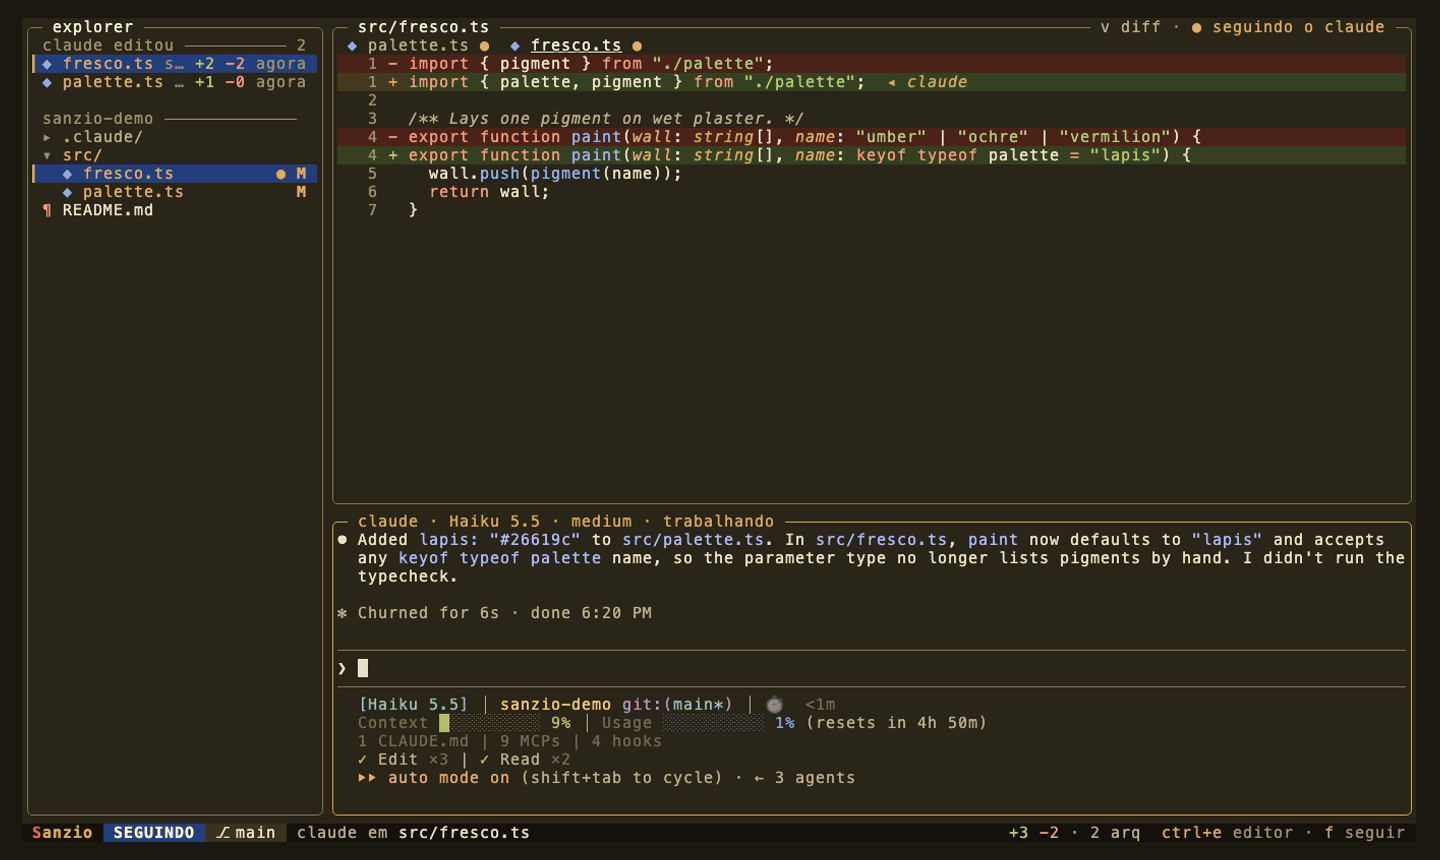 explorer
claude editou 2
fresco.ts s… +2 -2 agora
palette.ts … +1 -0 agora
sanzio-demo
▸ .claude/
▾ src/
fresco.ts ● M
palette.ts M
¶ README.md
src/fresco.ts v diff · ● seguindo o claude
palette.ts ● fresco.ts ●
1 - import { pigment } from "./palette";
1 + import { palette, pigment } from "./palette"; ◂ claude
2
3 /** Lays one pigment on wet plaster. */
4 - export function paint(wall: string[], name: "umber" | "ochre" | "vermilion") {
4 + export function paint(wall: string[], name: keyof typeof palette = "lapis") {
5 wall.push(pigment(name));
6 return wall;
7 }
claude · Haiku 5.5 · medium · trabalhando
● Added lapis: "#26619c" to src/palette.ts. In src/fresco.ts, paint now defaults to "lapis" and accepts
any keyof typeof palette name, so the parameter type no longer lists pigments by hand. I didn't run the
typecheck.
✻ Churned for 6s · done 6:20 PM
❯
[Haiku 5.5] │ sanzio-demo git:(main*) │ ⏱ <1m
Context 9% │ Usage 1% (resets in 4h 50m)
1 CLAUDE.md | 9 MCPs | 4 hooks
✓ Edit ×3 | ✓ Read ×2
▸▸ auto mode on (shift+tab to cycle) · ← 3 agents
Sanzio SEGUINDO ⎇ main claude em src/fresco.ts +3 -2 · 2 arq ctrl+e editor · f seguir